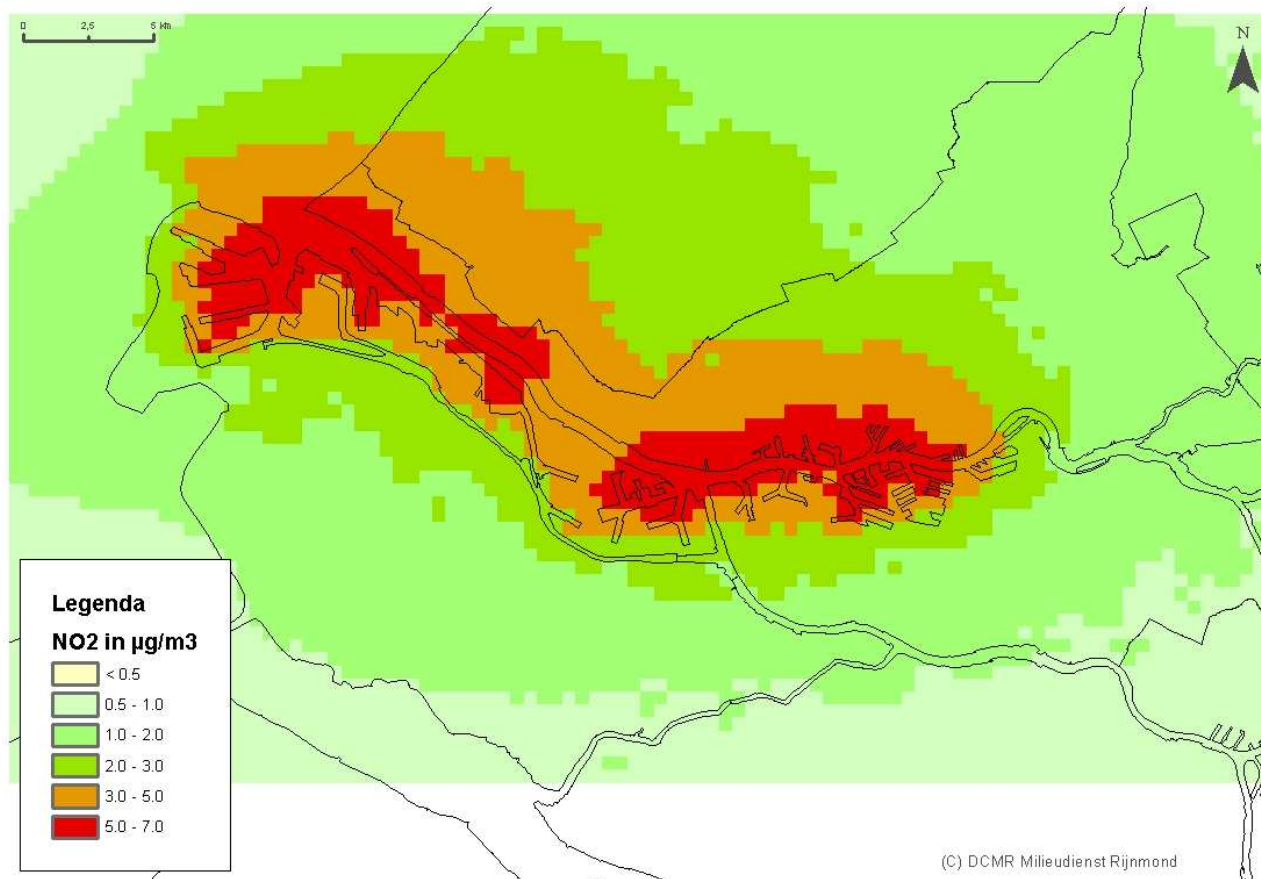 0 2,5 5 Km
N
Legenda
NO2 in µg/m3
< 0.5
0.5 - 1.0
1.0 - 2.0
2.0 - 3.0
3.0 - 5.0
5.0 - 7.0
(C) DCMR Milieudienst Rijnmond